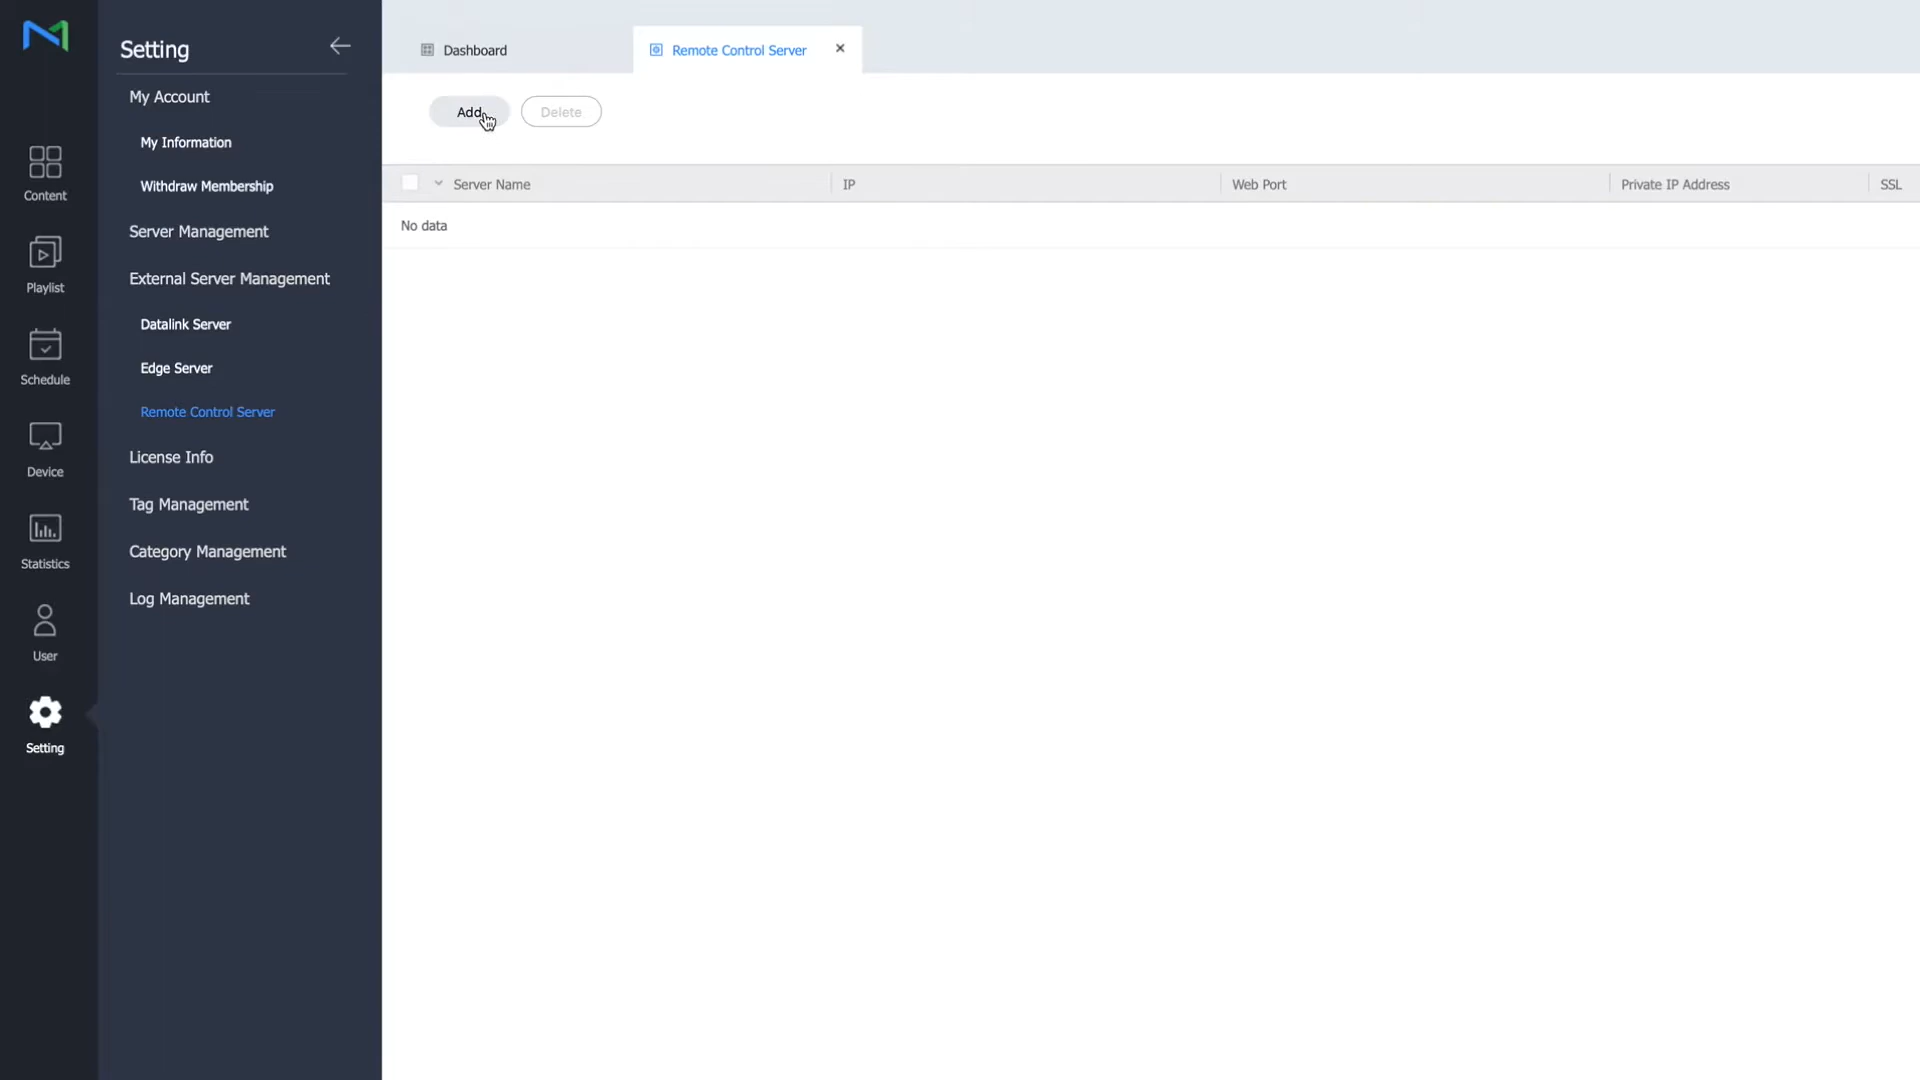 Setting
My Account
My Information
Withdraw Membership
Server Management
External Server Management
Datalink Server
Edge Server
Remote Control Server
License Info
Tag Management
Category Management
Log Management
Content
Playlist
Schedule
Device
Statistics
User
Setting
Dashboard
Remote Control Server
Add
Delete
Server Name IP Web Port Private IP Address SSL
No data